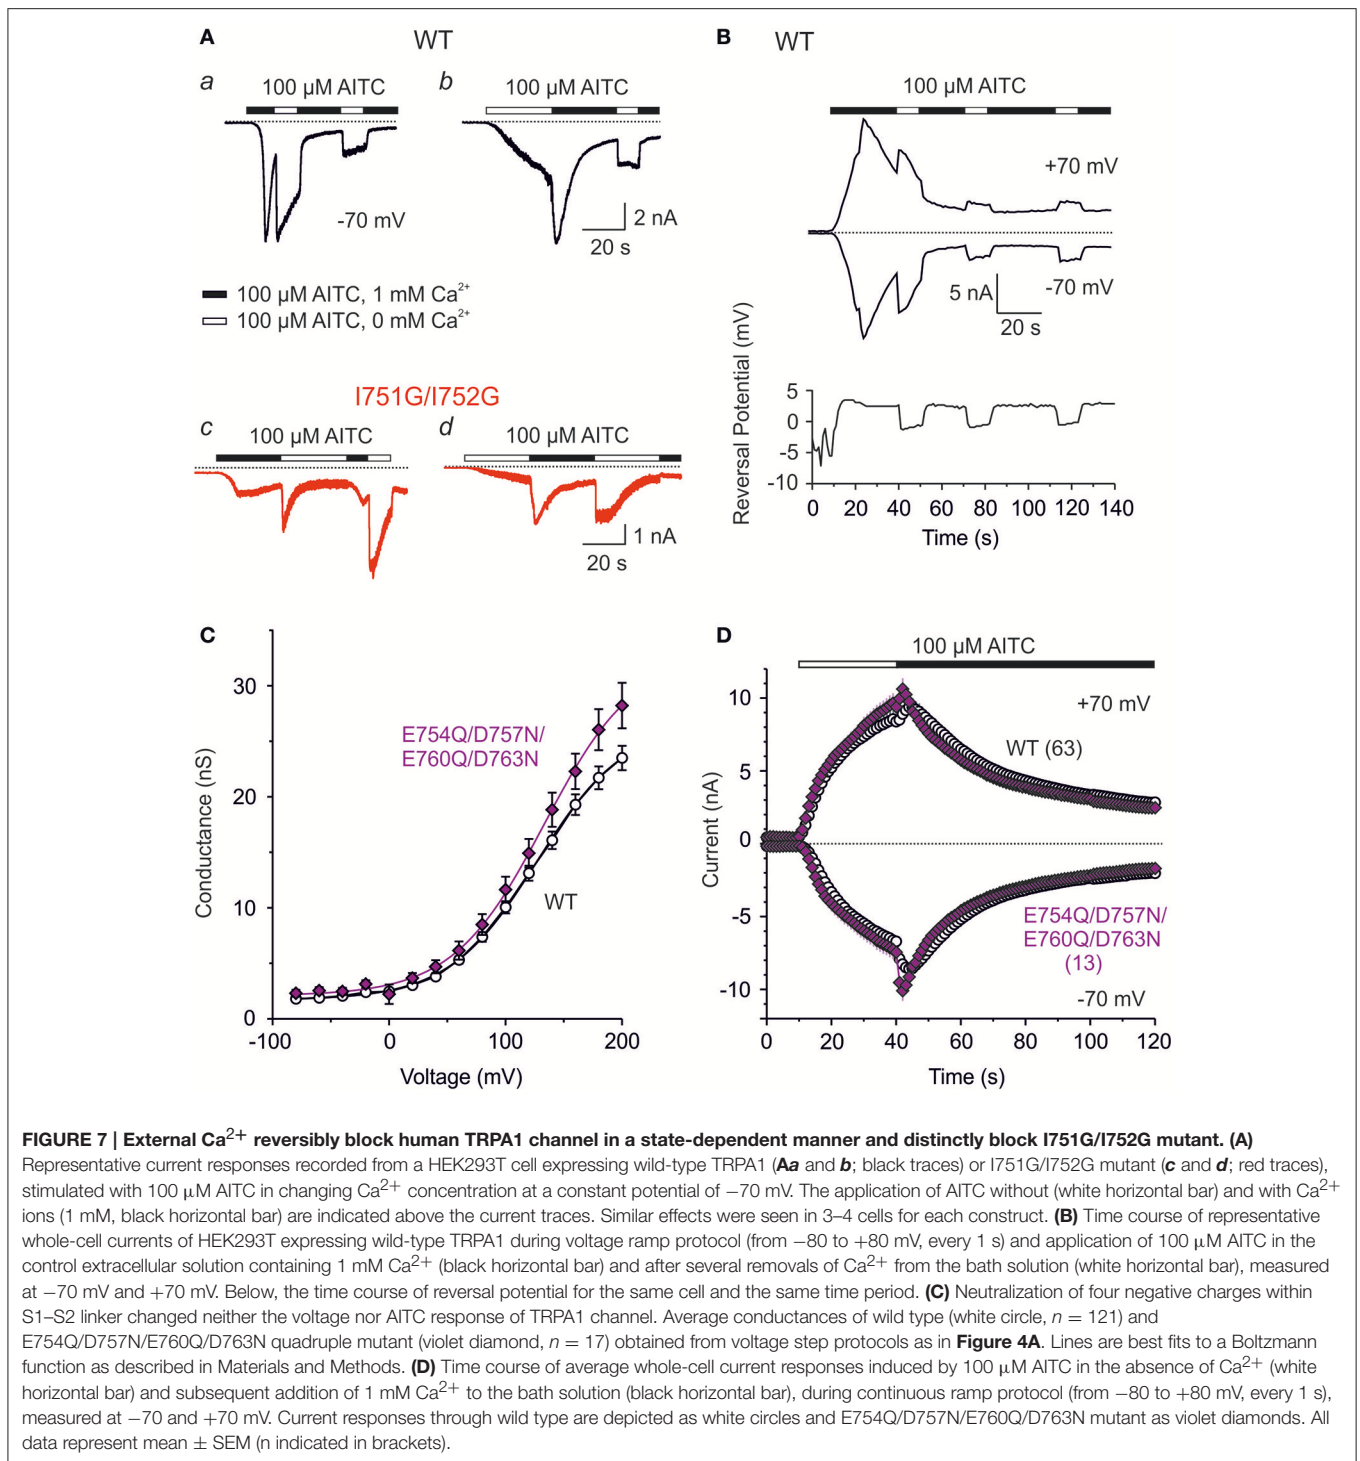 A
WT
a
100 µM AITC
b
100 µM AITC
-70 mV
2 nA
20 s
100 µM AITC, 1 mM Ca²⁺
100 µM AITC, 0 mM Ca²⁺
I751G/I752G
c
100 µM AITC
d
100 µM AITC
1 nA
20 s
B
WT
100 µM AITC
+70 mV
5 nA
-70 mV
20 s
Reversal Potential (mV)
5
0
-5
-10
0 20 40 60 80 100 120 140
Time (s)
C
30
20
10
0
Conductance (nS)
E754Q/D757N/
E760Q/D763N
WT
-100 0 100 200
Voltage (mV)
D
100 µM AITC
10
5
0
-5
-10
Current (nA)
+70 mV
WT (63)
E754Q/D757N/
E760Q/D763N
(13)
-70 mV
0 20 40 60 80 100 120
Time (s)
FIGURE 7 | External Ca²⁺ reversibly block human TRPA1 channel in a state-dependent manner and distinctly block I751G/I752G mutant. (A)
Representative current responses recorded from a HEK293T cell expressing wild-type TRPA1 (Aa and b; black traces) or I751G/I752G mutant (c and d; red traces),
stimulated with 100 µM AITC in changing Ca²⁺ concentration at a constant potential of −70 mV. The application of AITC without (white horizontal bar) and with Ca²⁺
ions (1 mM, black horizontal bar) are indicated above the current traces. Similar effects were seen in 3–4 cells for each construct. (B) Time course of representative
whole-cell currents of HEK293T expressing wild-type TRPA1 during voltage ramp protocol (from −80 to +80 mV, every 1 s) and application of 100 µM AITC in the
control extracellular solution containing 1 mM Ca²⁺ (black horizontal bar) and after several removals of Ca²⁺ from the bath solution (white horizontal bar), measured
at −70 mV and +70 mV. Below, the time course of reversal potential for the same cell and the same time period. (C) Neutralization of four negative charges within
S1–S2 linker changed neither the voltage nor AITC response of TRPA1 channel. Average conductances of wild type (white circle, n = 121) and
E754Q/D757N/E760Q/D763N quadruple mutant (violet diamond, n = 17) obtained from voltage step protocols as in Figure 4A. Lines are best fits to a Boltzmann
function as described in Materials and Methods. (D) Time course of average whole-cell current responses induced by 100 µM AITC in the absence of Ca²⁺ (white
horizontal bar) and subsequent addition of 1 mM Ca²⁺ to the bath solution (black horizontal bar), during continuous ramp protocol (from −80 to +80 mV, every 1 s),
measured at −70 and +70 mV. Current responses through wild type are depicted as white circles and E754Q/D757N/E760Q/D763N mutant as violet diamonds. All
data represent mean ± SEM (n indicated in brackets).